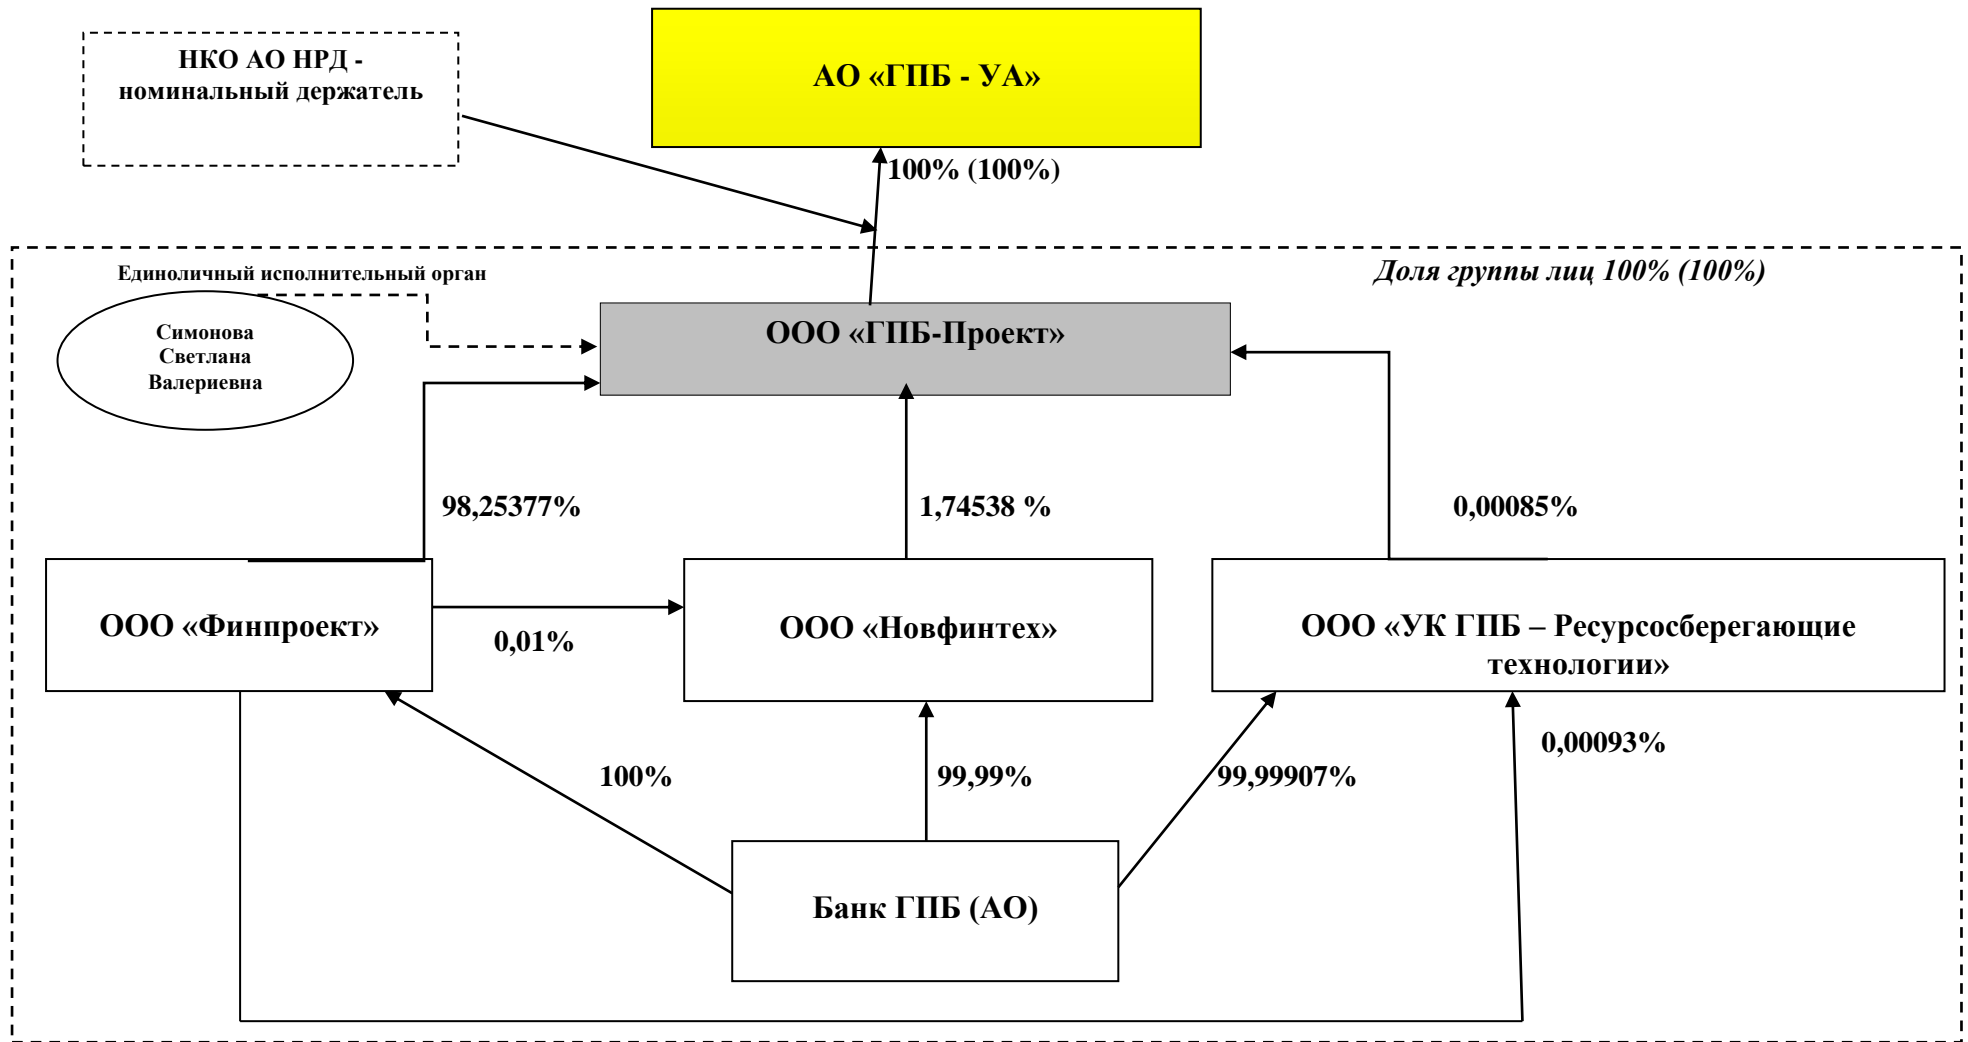 НКО АО НРД -
номинальный держатель
АО «ГПБ - УА»
100% (100%)
Единоличный исполнительный орган
Доля группы лиц 100% (100%)
Симонова
Светлана
Валериевна
ООО «ГПБ-Проект»
98,25377%
1,74538 %
0,00085%
ООО «Финпроект»
0,01%
ООО «Новфинтех»
ООО «УК ГПБ – Ресурсосберегающие
технологии»
0,00093%
100%
99,99%
99,99907%
Банк ГПБ (АО)